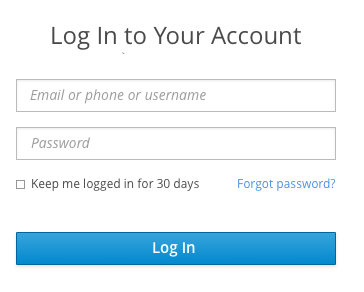 Log In to Your Account
Email or phone or username
Password
Keep me logged in for 30 days Forgot password?
Log In